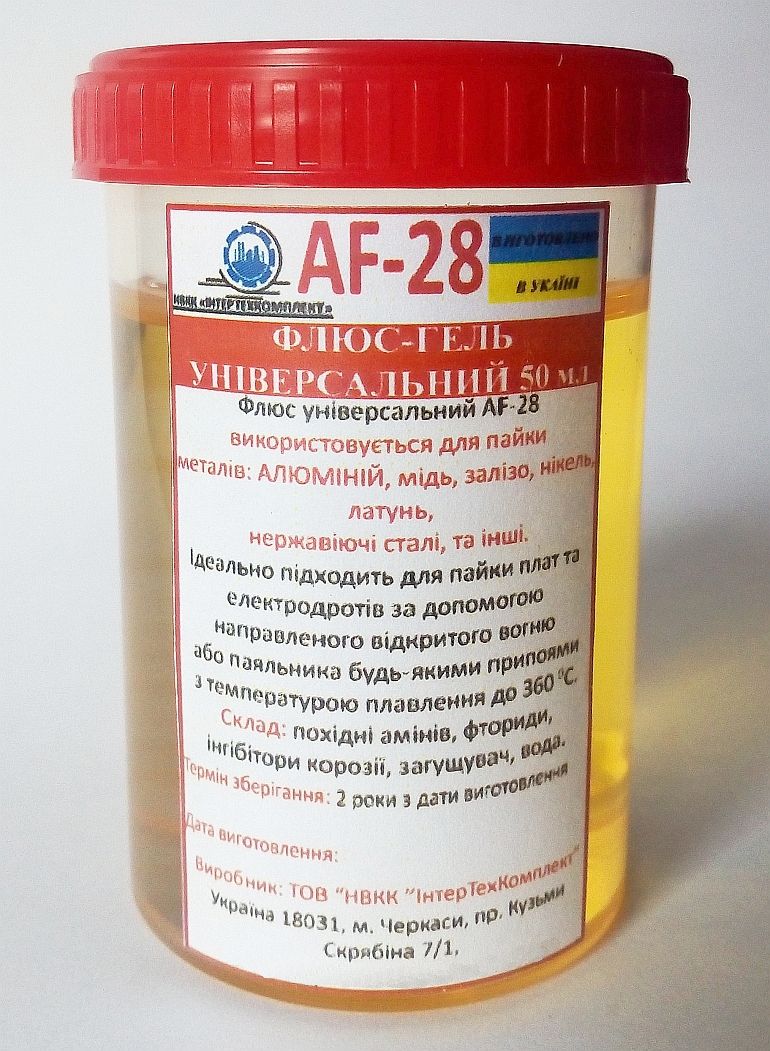 AF-28
ВИГОТОВЛЕНО
В УКАЇНІ
НВКК «ІНТЕРТЕХКОМПЛЕКТ»
ФЛЮС-ГЕЛЬ
УНІВЕРСАЛЬНИЙ 50 мл
Флюс універсальний AF-28
використовується для пайки
металів: АЛЮМІНІЙ, мідь, залізо, нікель,
латунь,
нержавіючі сталі, та інші.
Ідеально підходить для пайки плат та
електродротів за допомогою
направленого відкритого вогню
або паяльника будь-якими припоями
з температурою плавлення до 360 ⁰С.
Склад: похідні амінів, фториди,
інгібітори корозії, загущувач, вода.
Термін зберігання: 2 роки з дати виготовлення
Дата виготовлення:
Виробник: ТОВ "НВКК "ІнтерТехКомплект"
Україна 18031, м. Черкаси, пр. Кузьми
Скрябіна 7/1,